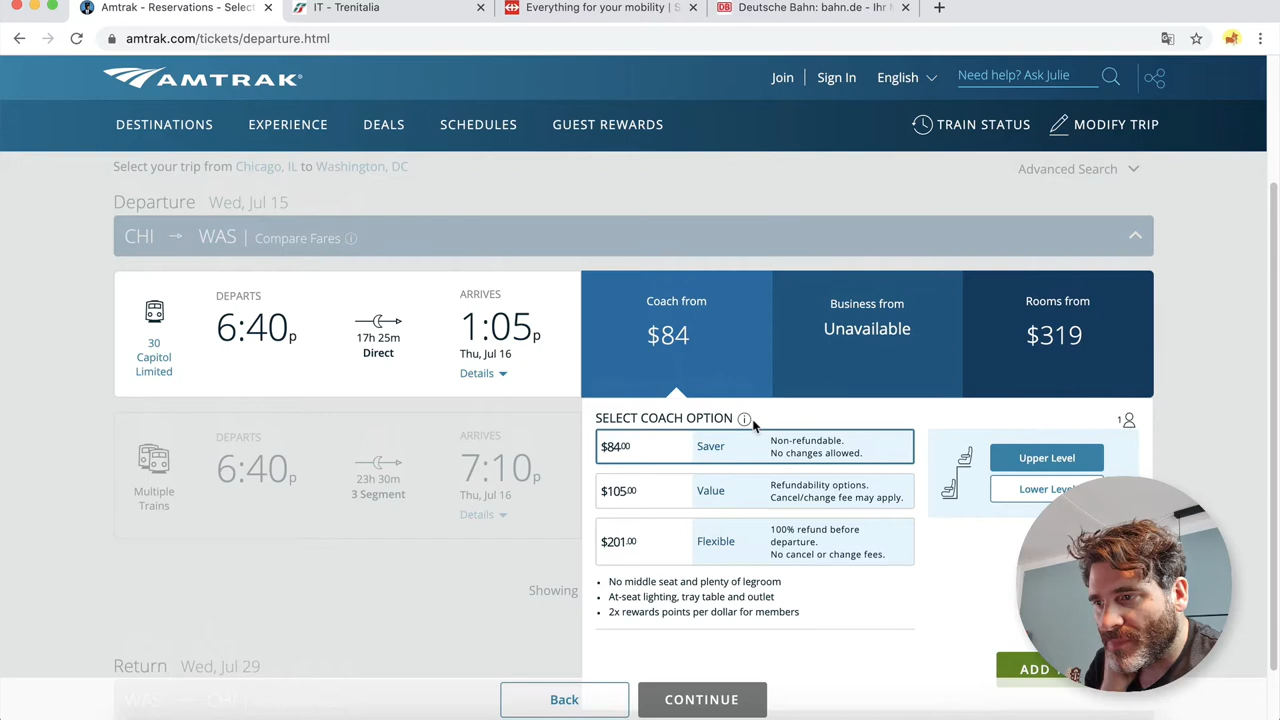 Amtrak - Reservations - Select
IT - Trenitalia
Everything for your mobility | S
DB Deutsche Bahn: bahn.de - Ihr
amtrak.com/tickets/departure.html
AMTRAK
Join
Sign In
English
Need help? Ask Julie
DESTINATIONS
EXPERIENCE
DEALS
SCHEDULES
GUEST REWARDS
TRAIN STATUS
MODIFY TRIP
Select your trip from Chicago, IL to Washington, DC
Advanced Search
Departure Wed, Jul 15
CHI → WAS | Compare Fares
30
Capitol
Limited
DEPARTS
6:40p
17h 25m
Direct
ARRIVES
1:05p
Thu, Jul 16
Details
Coach from
$84
Business from
Unavailable
Rooms from
$319
Multiple
Trains
DEPARTS
6:40p
23h 30m
3 Segment
ARRIVES
7:10p
Thu, Jul 16
Details
SELECT COACH OPTION
1
$84.00 Saver
Non-refundable.
No changes allowed.
$105.00 Value
Refundability options.
Cancel/change fee may apply.
$201.00 Flexible
100% refund before
departure.
No cancel or change fees.
Upper Level
Lower Level
• No middle seat and plenty of legroom
• At-seat lighting, tray table and outlet
• 2x rewards points per dollar for members
Showing
ADD
Return Wed, Jul 29
WAS → CHI
Back
CONTINUE